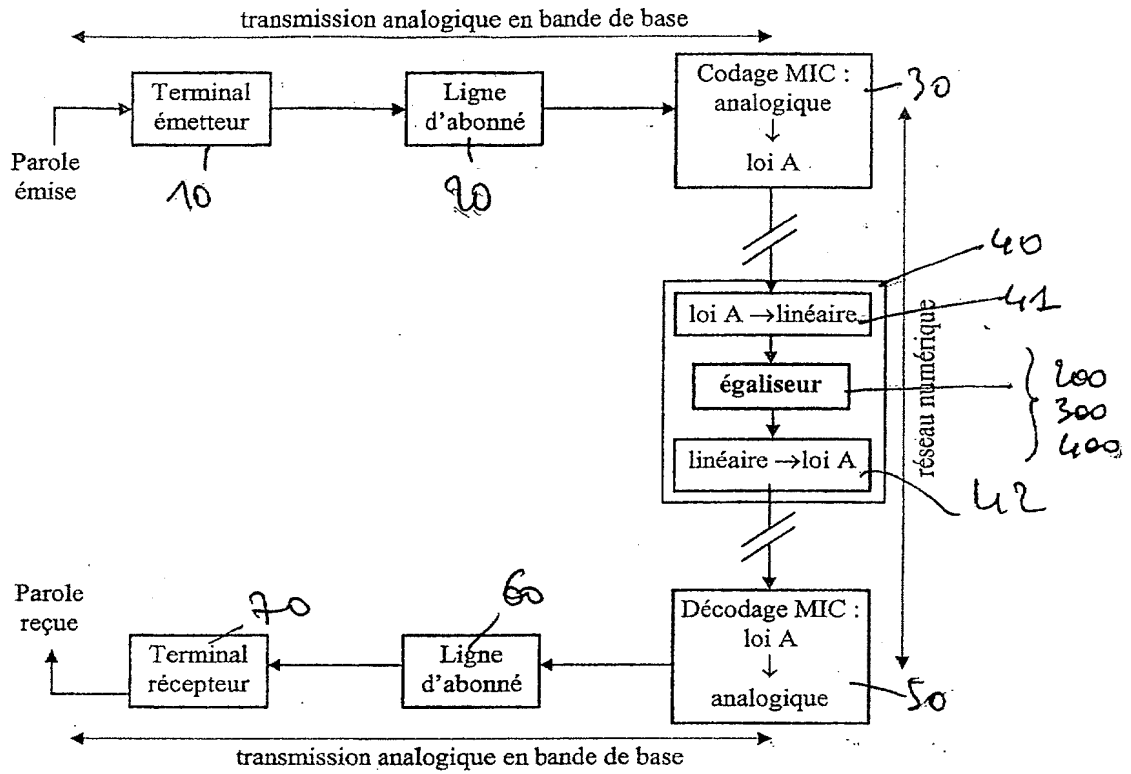 transmission analogique en bande de base
Parole
émise
Terminal
émetteur
10
Ligne
d'abonné
20
Codage MIC :
analogique
↓
loi A
30
40
loi A →linéaire
41
égaliseur
200
300
400
linéaire →loi A
42
réseau numérique
Parole
reçue
Terminal
récepteur
70
Ligne
d'abonné
60
Décodage MIC :
loi A
↓
analogique
50
transmission analogique en bande de base